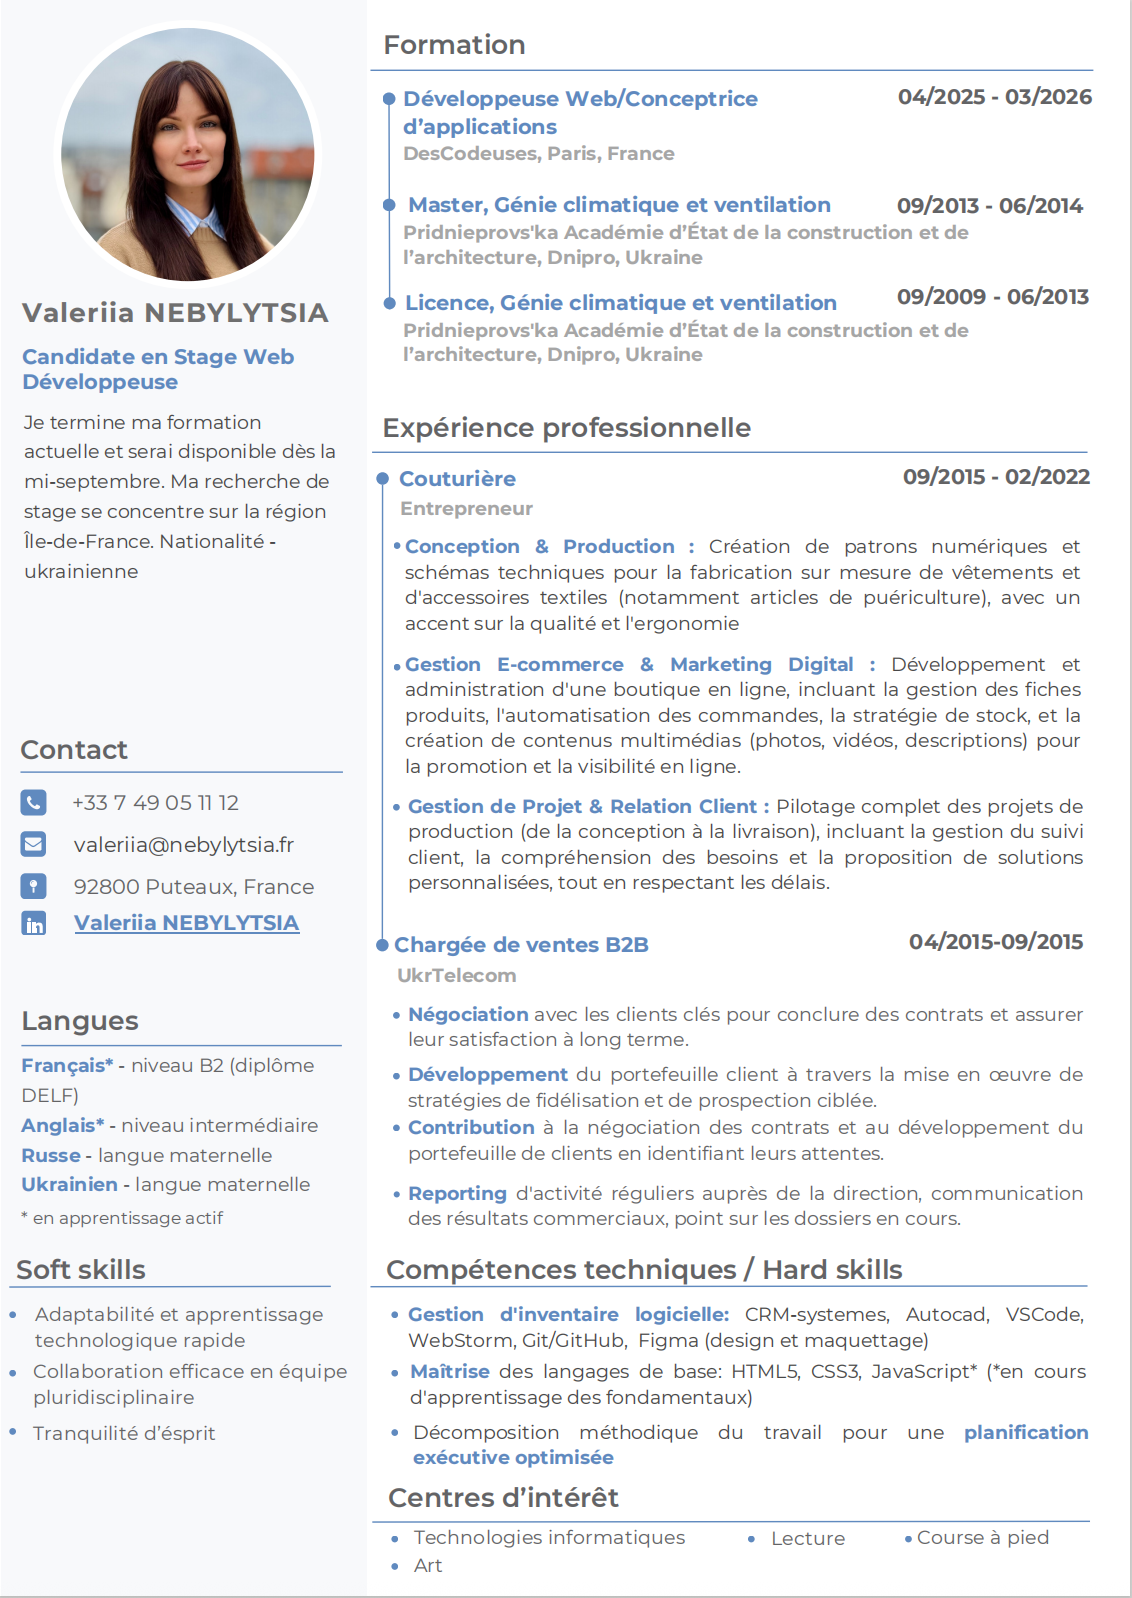 Valeriia NEBYLYTSIA
Candidate en Stage Web
Développeuse
Je termine ma formation
actuelle et serai disponible dès la
mi-septembre. Ma recherche de
stage se concentre sur la région
Île-de-France. Nationalité -
ukrainienne
Contact
+33 7 49 05 11 12
valeriia@nebylytsia.fr
92800 Puteaux, France
in
Valeriia NEBYLYTSIA
Langues
Français* - niveau B2 (diplôme
DELF)
Anglais* - niveau intermédiaire
Russe - langue maternelle
Ukrainien - langue maternelle
* en apprentissage actif
Soft skills
• Adaptabilité et apprentissage
technologique rapide
• Collaboration efficace en équipe
pluridisciplinaire
• Tranquilité d’ésprit
Formation
Développeuse Web/Conceptrice 04/2025 - 03/2026
d’applications
DesCodeuses, Paris, France
Master, Génie climatique et ventilation 09/2013 - 06/2014
Pridnieprovs'ka Académie d’État de la construction et de
l’architecture, Dnipro, Ukraine
Licence, Génie climatique et ventilation 09/2009 - 06/2013
Pridnieprovs'ka Académie d’État de la construction et de
l’architecture, Dnipro, Ukraine
Expérience professionnelle
Couturière 09/2015 - 02/2022
Entrepreneur
• Conception & Production : Création de patrons numériques et
schémas techniques pour la fabrication sur mesure de vêtements et
d'accessoires textiles (notamment articles de puériculture), avec un
accent sur la qualité et l'ergonomie
• Gestion E-commerce & Marketing Digital : Développement et
administration d'une boutique en ligne, incluant la gestion des fiches
produits, l'automatisation des commandes, la stratégie de stock, et la
création de contenus multimédias (photos, vidéos, descriptions) pour
la promotion et la visibilité en ligne.
• Gestion de Projet & Relation Client : Pilotage complet des projets de
production (de la conception à la livraison), incluant la gestion du suivi
client, la compréhension des besoins et la proposition de solutions
personnalisées, tout en respectant les délais.
Chargée de ventes B2B 04/2015-09/2015
UkrTelecom
• Négociation avec les clients clés pour conclure des contrats et assurer
leur satisfaction à long terme.
• Développement du portefeuille client à travers la mise en œuvre de
stratégies de fidélisation et de prospection ciblée.
• Contribution à la négociation des contrats et au développement du
portefeuille de clients en identifiant leurs attentes.
• Reporting d'activité réguliers auprès de la direction, communication
des résultats commerciaux, point sur les dossiers en cours.
Compétences techniques / Hard skills
• Gestion d'inventaire logicielle: CRM-systemes, Autocad, VSCode,
WebStorm, Git/GitHub, Figma (design et maquettage)
• Maîtrise des langages de base: HTML5, CSS3, JavaScript* (*en cours
d'apprentissage des fondamentaux)
• Décomposition méthodique du travail pour une planification
exécutive optimisée
Centres d’intérêt
• Technologies informatiques • Lecture • Course à pied
• Art